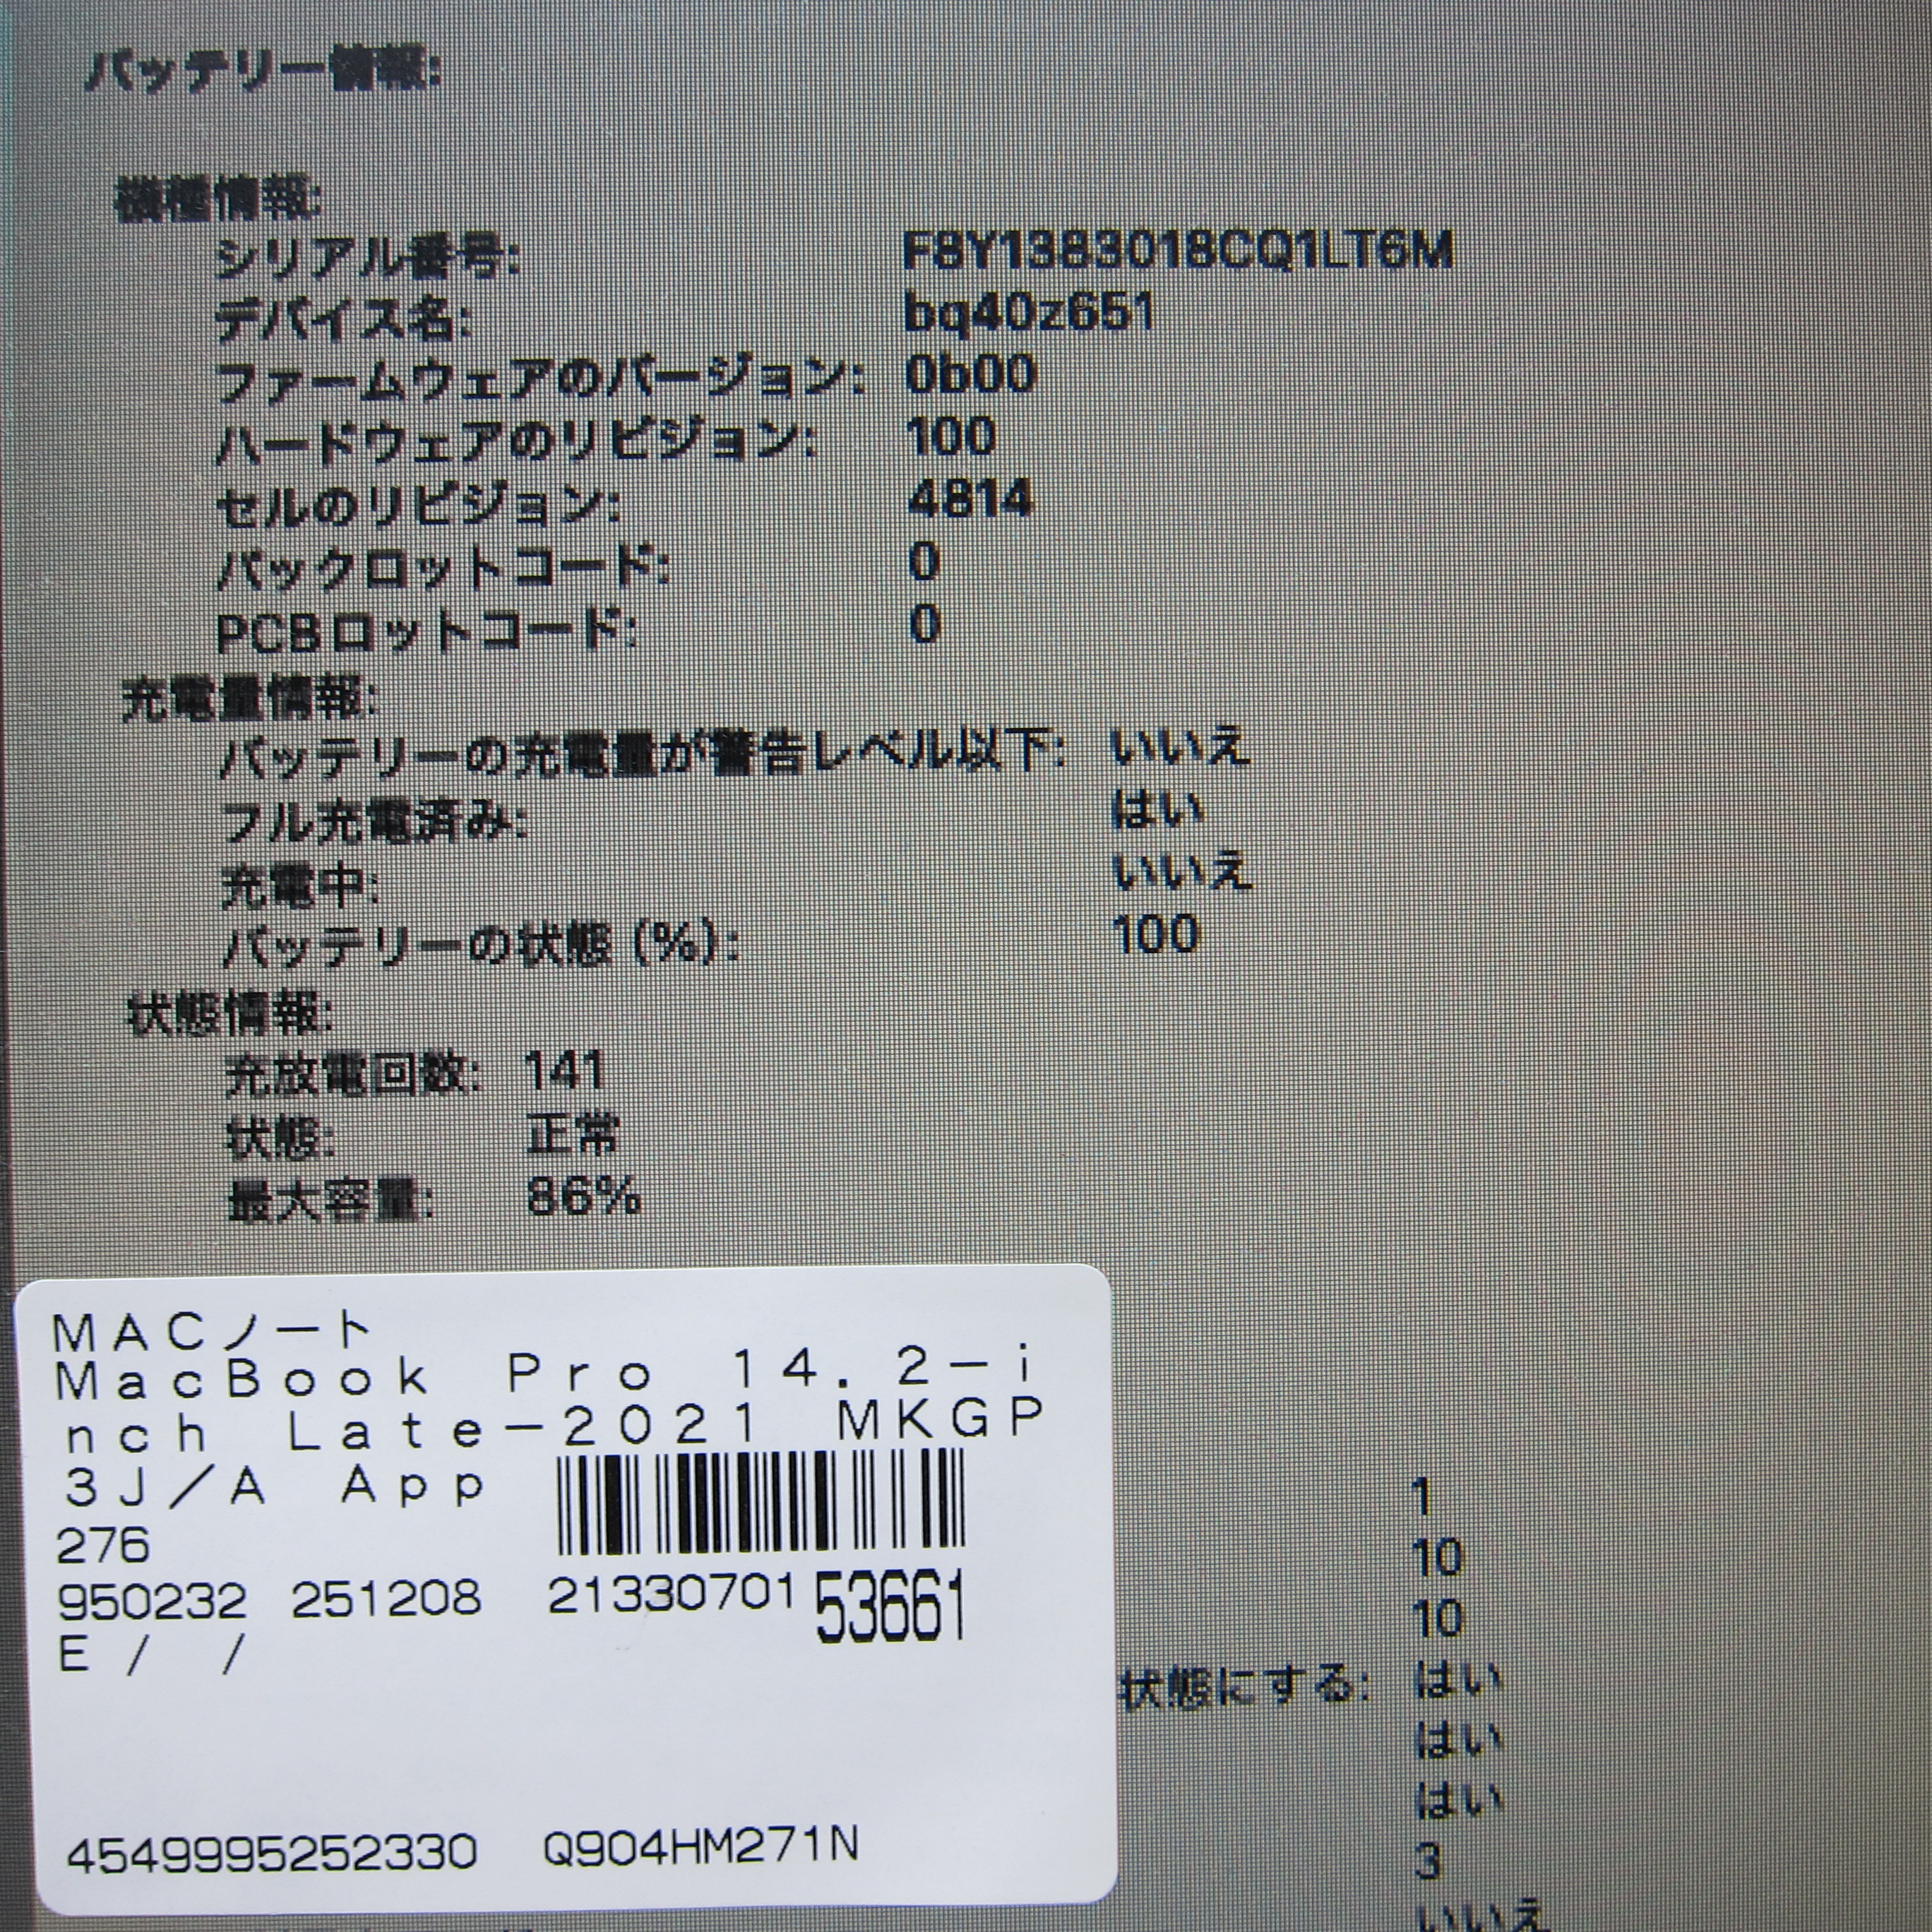 バッテリー情報:
機種情報:
シリアル番号: F8Y1383018CQ1LT6M
デバイス名: bq40z651
ファームウェアのバージョン: 0b00
ハードウェアのリビジョン: 100
セルのリビジョン: 4814
パックロットコード: 0
PCBロットコード: 0
充電量情報:
バッテリーの充電量が警告レベル以下: いいえ
フル充電済み: はい
充電中: いいえ
バッテリーの状態 (%): 100
状態情報:
充放電回数: 141
状態: 正常
最大容量: 86%
MACノート
MacBook Pro 14.2-i
nch Late-2021 MKGP
3J/A App
276
950232 251208 21330701 53661
E / /
4549995252330 Q904HM271N
1
10
10
状態にする: はい
はい
はい
3
いいえ